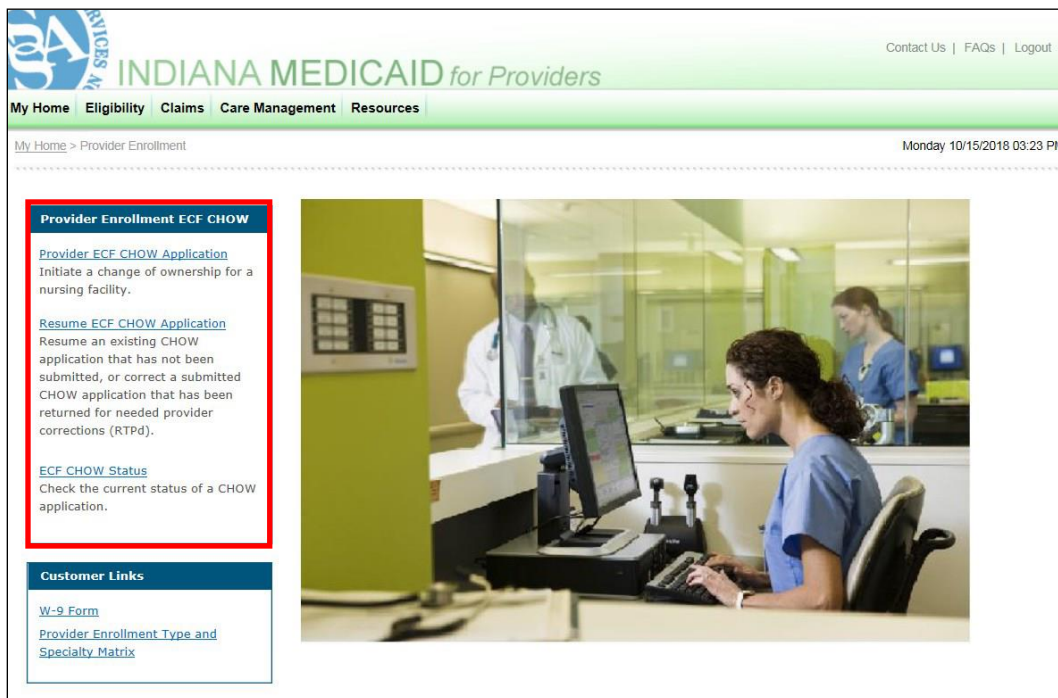 RVICES
INDIANA MEDICAID for Providers
Contact Us | FAQs | Logout
My Home Eligibility Claims Care Management Resources
My Home > Provider Enrollment
Monday 10/15/2018 03:23 PM
Provider Enrollment ECF CHOW
Provider ECF CHOW Application
Initiate a change of ownership for a
nursing facility.
Resume ECF CHOW Application
Resume an existing CHOW
application that has not been
submitted, or correct a submitted
CHOW application that has been
returned for needed provider
corrections (RTPd).
ECF CHOW Status
Check the current status of a CHOW
application.
Customer Links
W-9 Form
Provider Enrollment Type and
Specialty Matrix